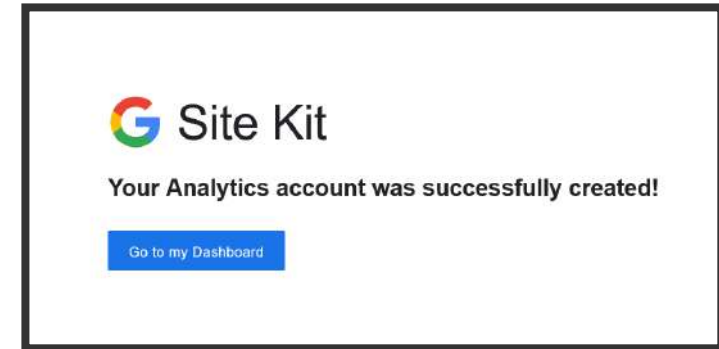 G Site Kit
Your Analytics account was successfully created!
Go to my Dashboard